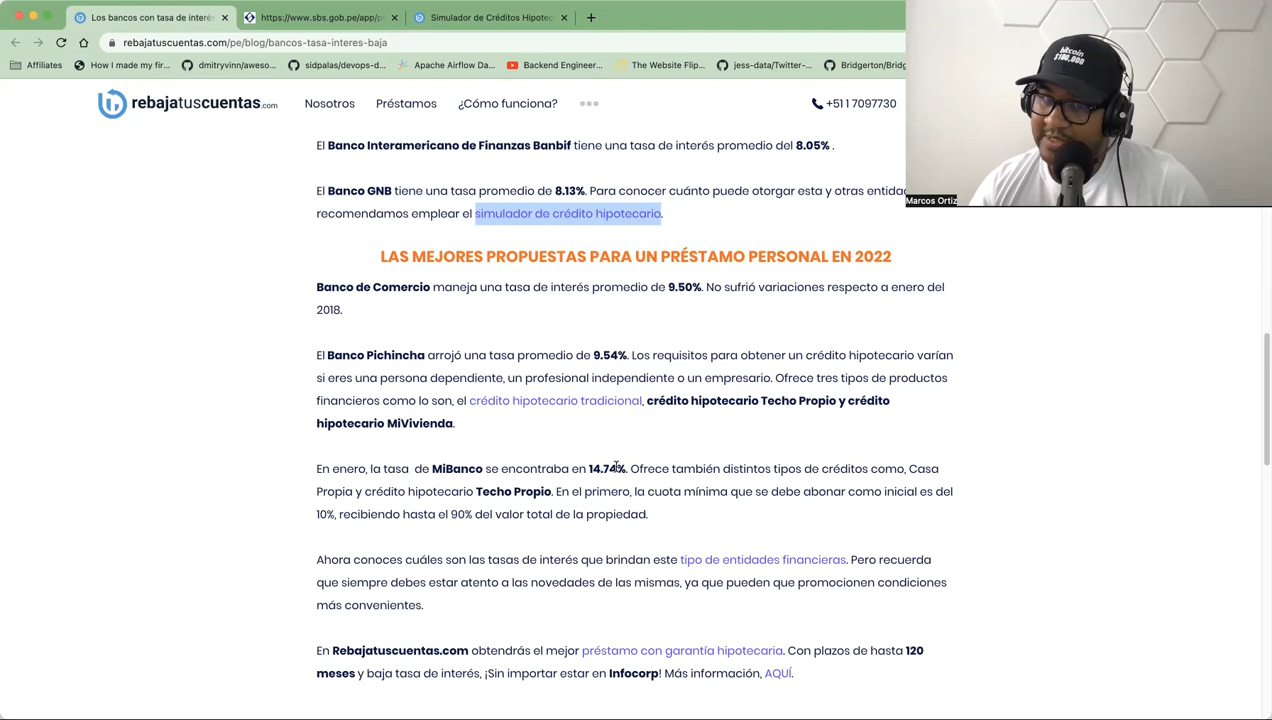 Los bancos con tasa de interés
https://www.sbs.gob.pe/app/p
Simulador de Créditos Hipotec
rebajatuscuentas.com/pe/blog/bancos-tasa-interes-baja
Affiliates
How I made my fir...
dmitryvinn/aweso...
sidpalas/devops-d...
Apache Airflow Da...
Backend Engineer...
The Website Flip...
jess-data/Twitter-...
Bridgerton/Bridg
bitcoin
$100,000
rebajatuscuentas.com
Nosotros
Préstamos
¿Cómo funciona?
+51 1 7097730
El Banco Interamericano de Finanzas Banbif tiene una tasa de interés promedio del 8.05% .
El Banco GNB tiene una tasa promedio de 8.13%. Para conocer cuánto puede otorgar esta y otras entidad
Marcos Ortiz
recomendamos emplear el simulador de crédito hipotecario.
LAS MEJORES PROPUESTAS PARA UN PRÉSTAMO PERSONAL EN 2022
Banco de Comercio maneja una tasa de interés promedio de 9.50%. No sufrió variaciones respecto a enero del
2018.
El Banco Pichincha arrojó una tasa promedio de 9.54%. Los requisitos para obtener un crédito hipotecario varían
si eres una persona dependiente, un profesional independiente o un empresario. Ofrece tres tipos de productos
financieros como lo son, el crédito hipotecario tradicional, crédito hipotecario Techo Propio y crédito
hipotecario MiVivienda.
En enero, la tasa de MiBanco se encontraba en 14.74%. Ofrece también distintos tipos de créditos como, Casa
Propia y crédito hipotecario Techo Propio. En el primero, la cuota mínima que se debe abonar como inicial es del
10%, recibiendo hasta el 90% del valor total de la propiedad.
Ahora conoces cuáles son las tasas de interés que brindan este tipo de entidades financieras. Pero recuerda
que siempre debes estar atento a las novedades de las mismas, ya que pueden que promocionen condiciones
más convenientes.
En Rebajatuscuentas.com obtendrás el mejor préstamo con garantía hipotecaria. Con plazos de hasta 120
meses y baja tasa de interés, ¡Sin importar estar en Infocorp! Más información, AQUÍ.